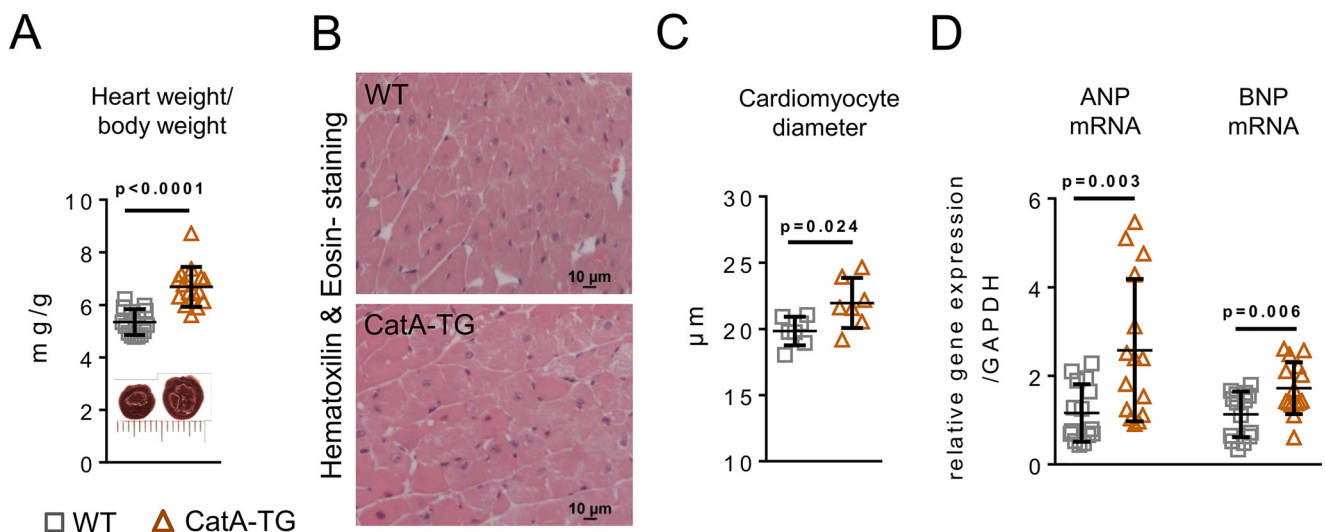 A
Heart weight/
body weight
p<0.0001
mg/g
10
8
6
4
2
0
WT
CatA-TG
B
Hematoxilin & Eosin- staining
WT
10 µm
CatA-TG
10 µm
C
Cardiomyocyte
diameter
p=0.024
µm
30
25
20
15
10
D
ANP
mRNA
BNP
mRNA
relative gene expression
/GAPDH
p=0.003
p=0.006
6
4
2
0